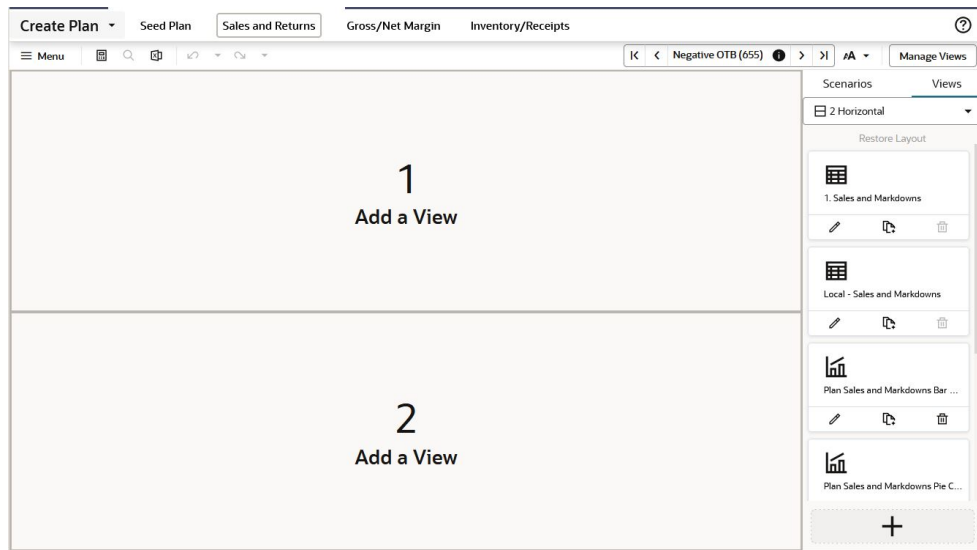 Create Plan Seed Plan Sales and Returns Gross/Net Margin Inventory/Receipts
Menu Negative OTB (655) AA Manage Views
Scenarios Views
2 Horizontal
Restore Layout
1
Add a View
1. Sales and Markdowns
Local - Sales and Markdowns
Plan Sales and Markdowns Bar ...
2
Add a View
Plan Sales and Markdowns Pie C...